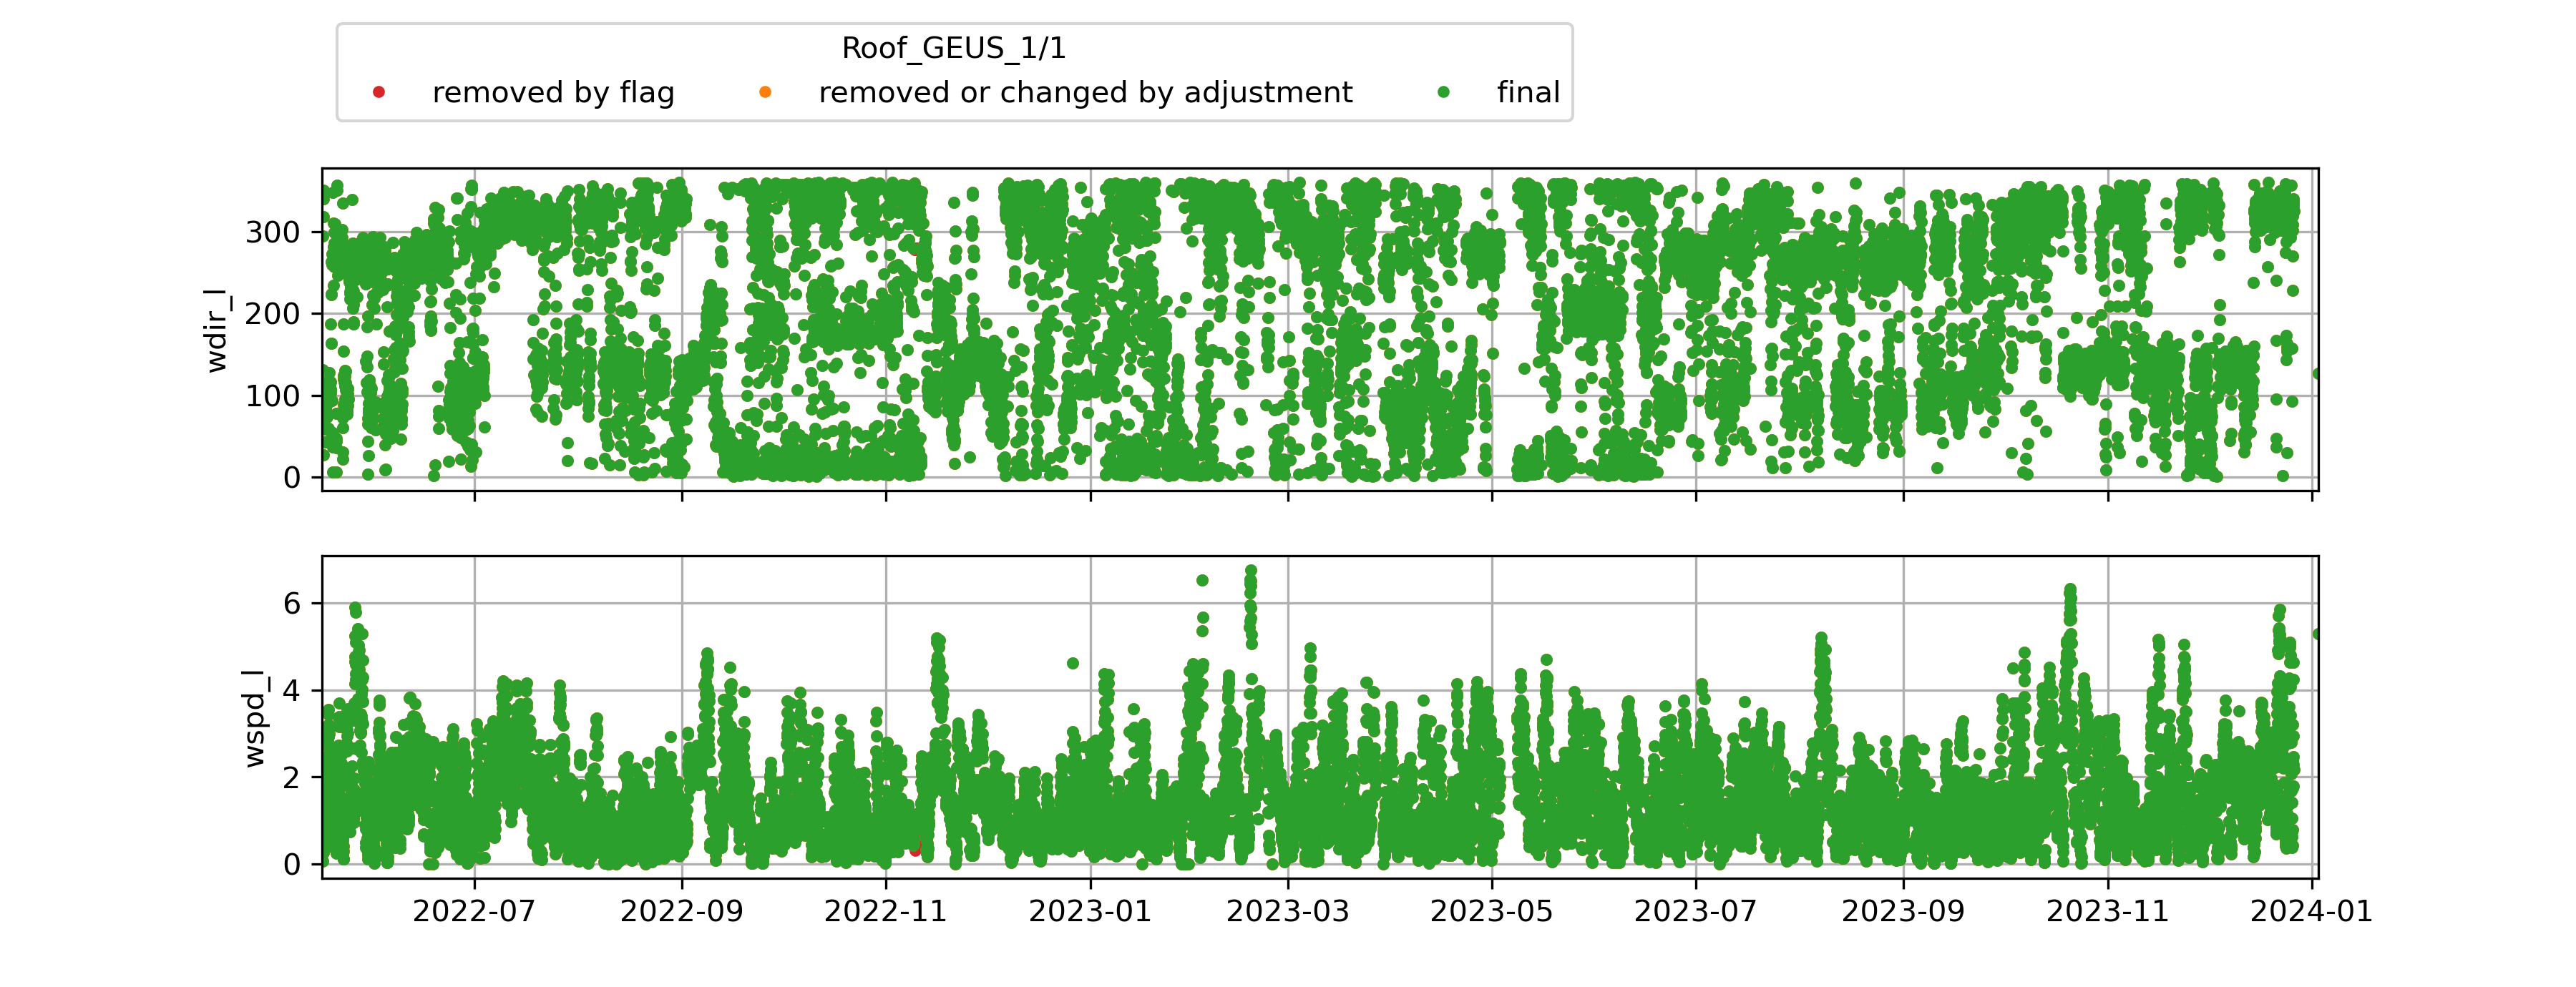 Roof_GEUS_1/1
removed by flag removed or changed by adjustment final
wdir_l
300
200
100
0
wspd_l
6
4
2
0
2022-07 2022-09 2022-11 2023-01 2023-03 2023-05 2023-07 2023-09 2023-11 2024-01